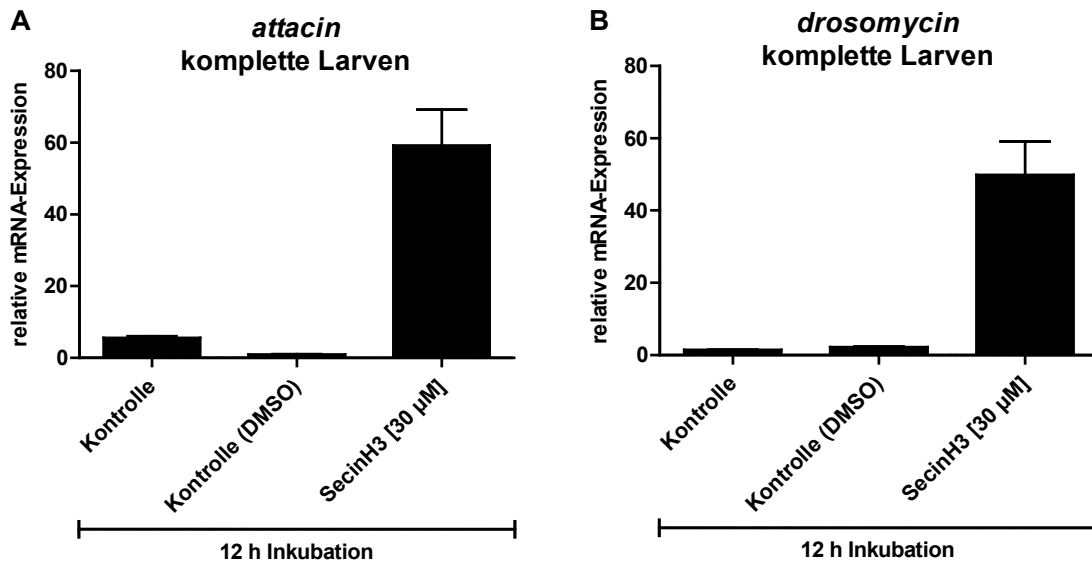 A
attacin
komplette Larven
relative mRNA-Expression
80
60
40
20
0
Kontrolle
Kontrolle (DMSO)
SecinH3 [30 µM]
12 h Inkubation
B
drosomycin
komplette Larven
relative mRNA-Expression
80
60
40
20
0
Kontrolle
Kontrolle (DMSO)
SecinH3 [30 µM]
12 h Inkubation